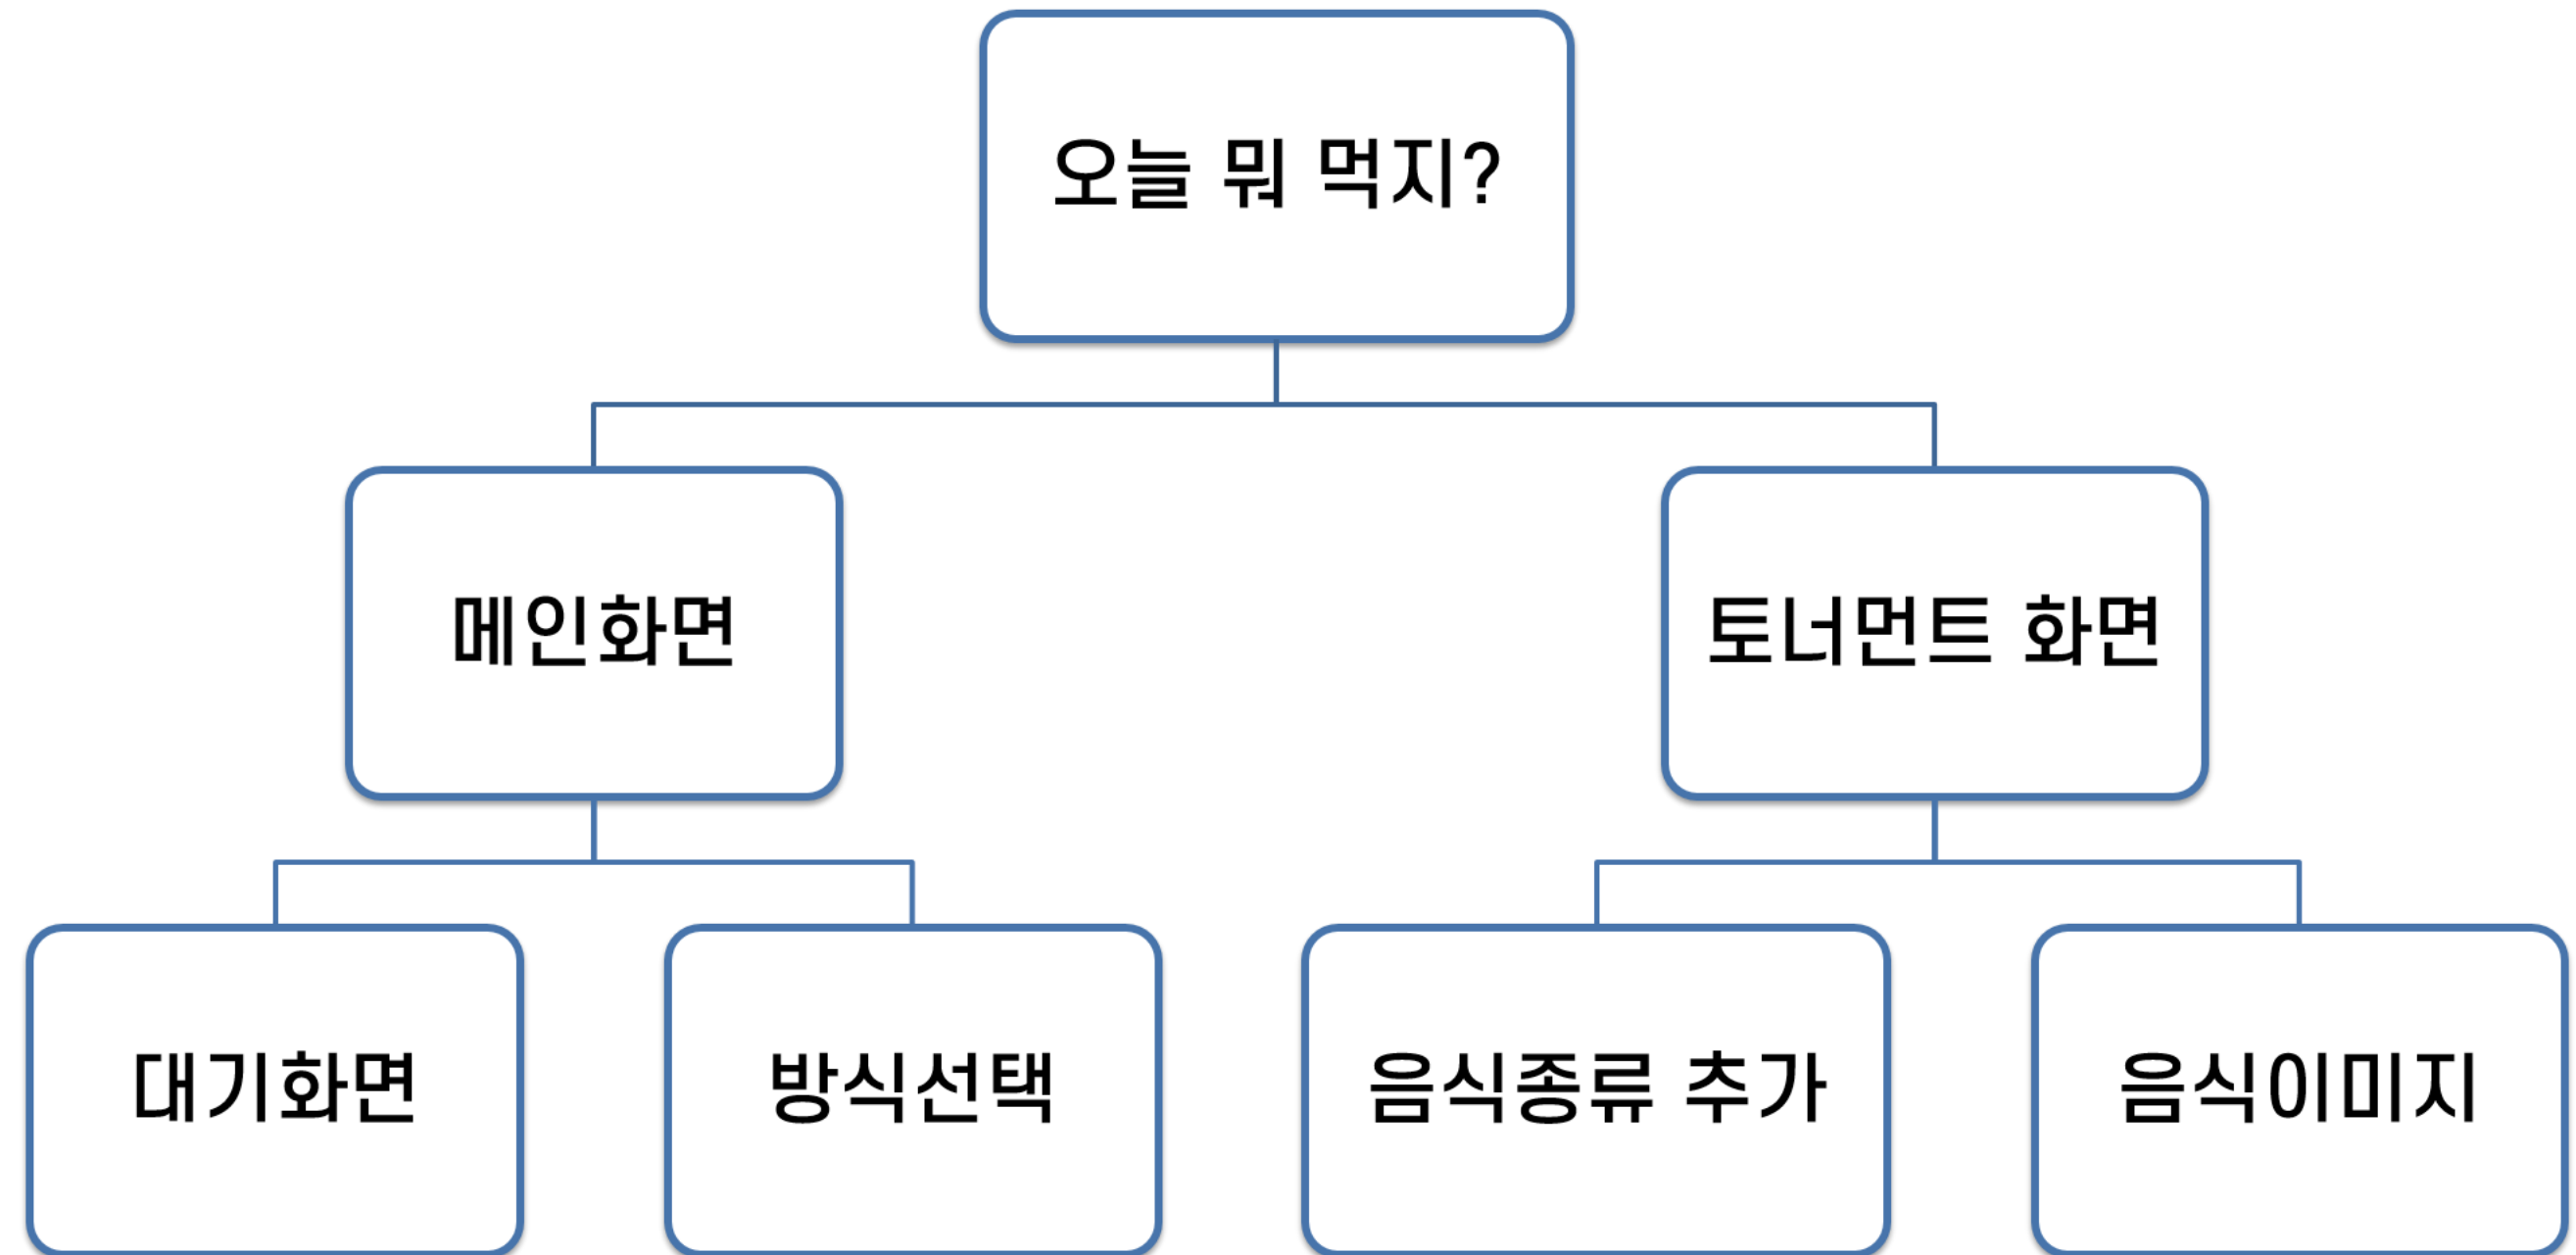 오늘 뭐 먹지?
메인화면
토너먼트 화면
대기화면
방식선택
음식종류 추가
음식이미지